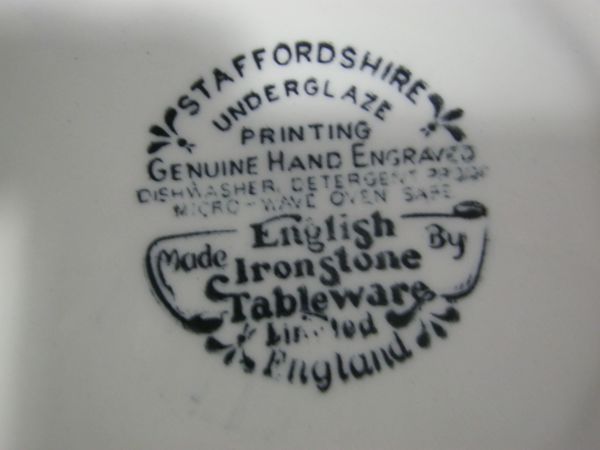 STAFFORDSHIRE
UNDERGLAZE
PRINTING
GENUINE HAND ENGRAVED
DISHWASHER, DETERGENT PROOF
MICRO-WAVE OVEN SAFE
Made English By
IronStone
Tableware
Limited
England